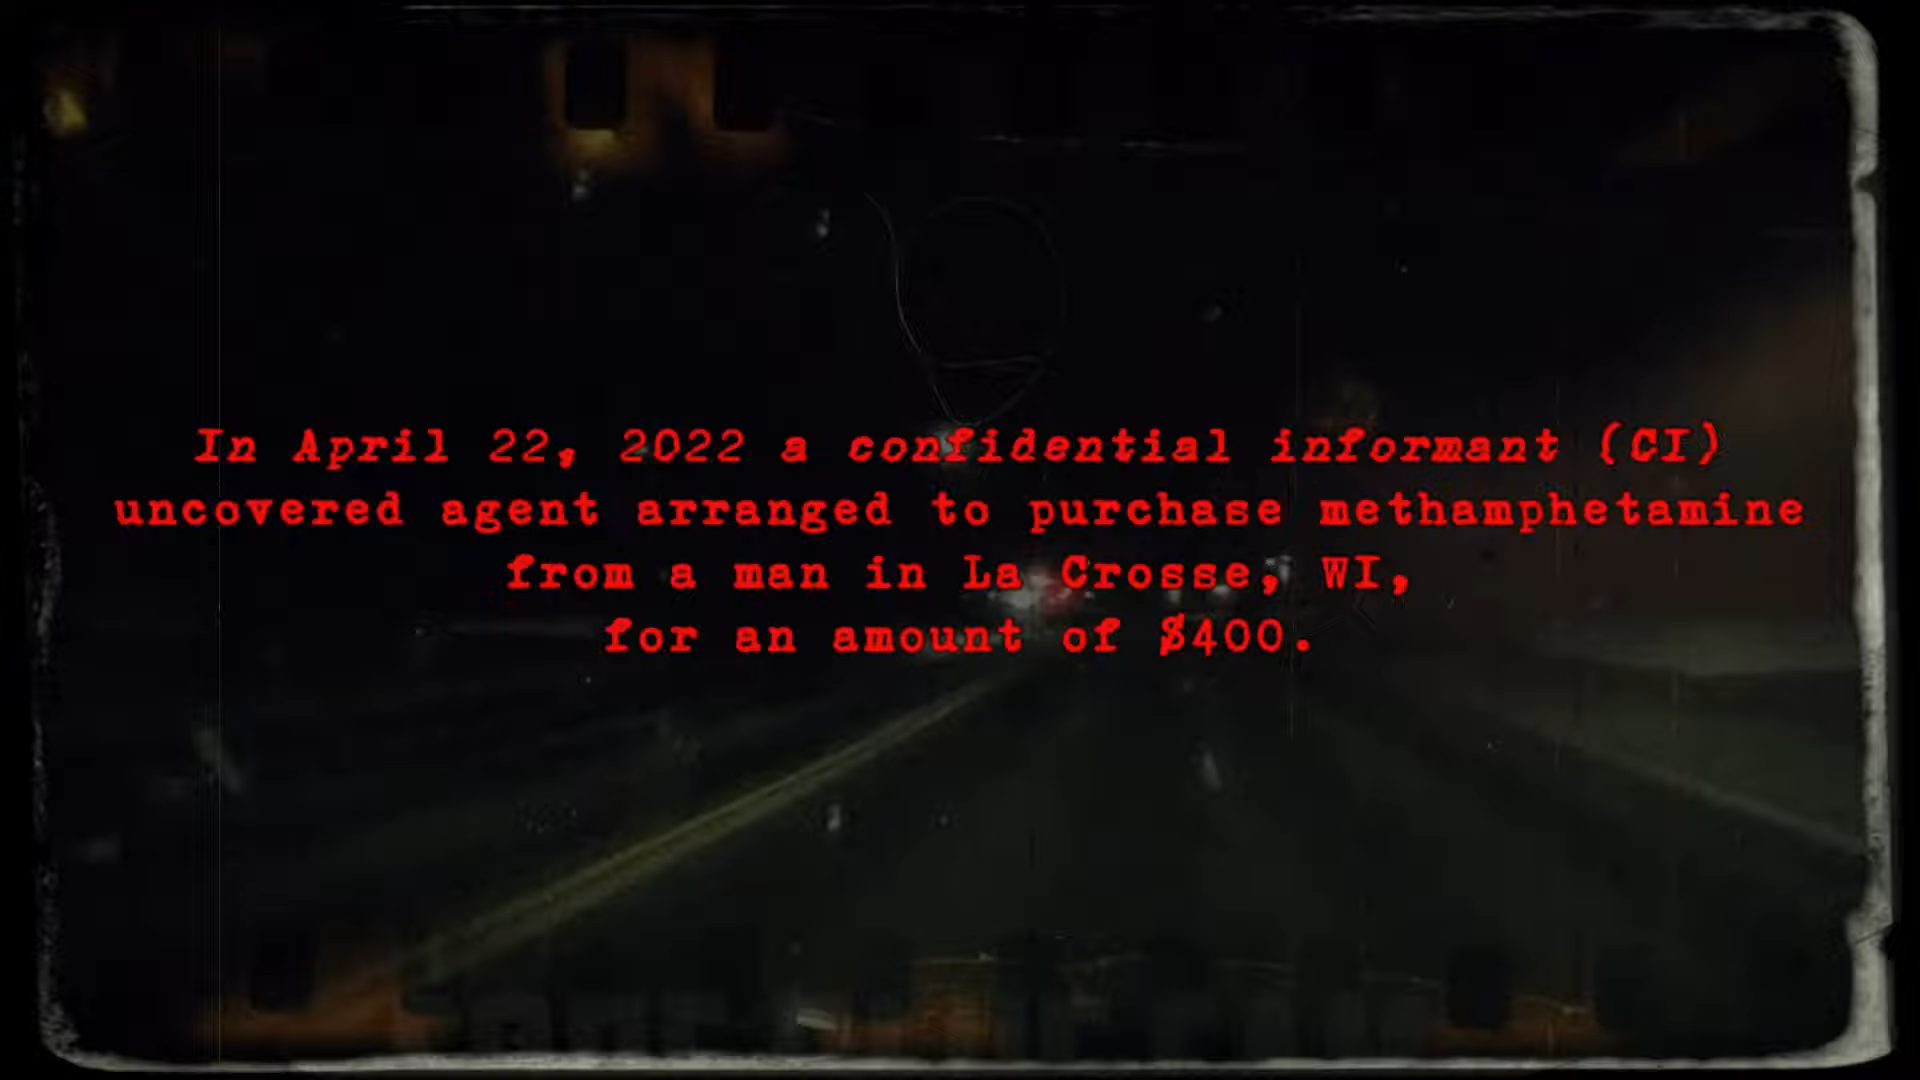 In April 22, 2022 a confidential informant (CI)
uncovered agent arranged to purchase methamphetamine
from a man in La Crosse, WI,
for an amount of $400.